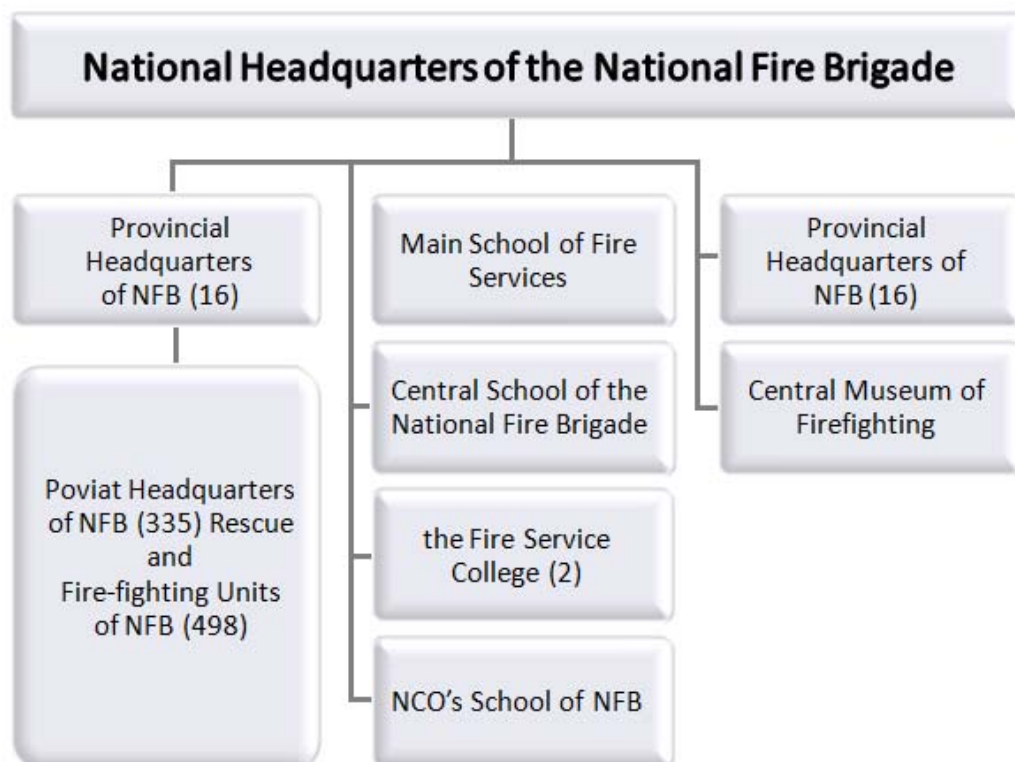 National Headquarters of the National Fire Brigade
Provincial
Headquarters
of NFB (16)
Poviat Headquarters
of NFB (335) Rescue
and
Fire-fighting Units
of NFB (498)
Main School of Fire
Services
Central School of the
National Fire Brigade
the Fire Service
College (2)
NCO's School of NFB
Provincial
Headquarters of
NFB (16)
Central Museum of
Firefighting